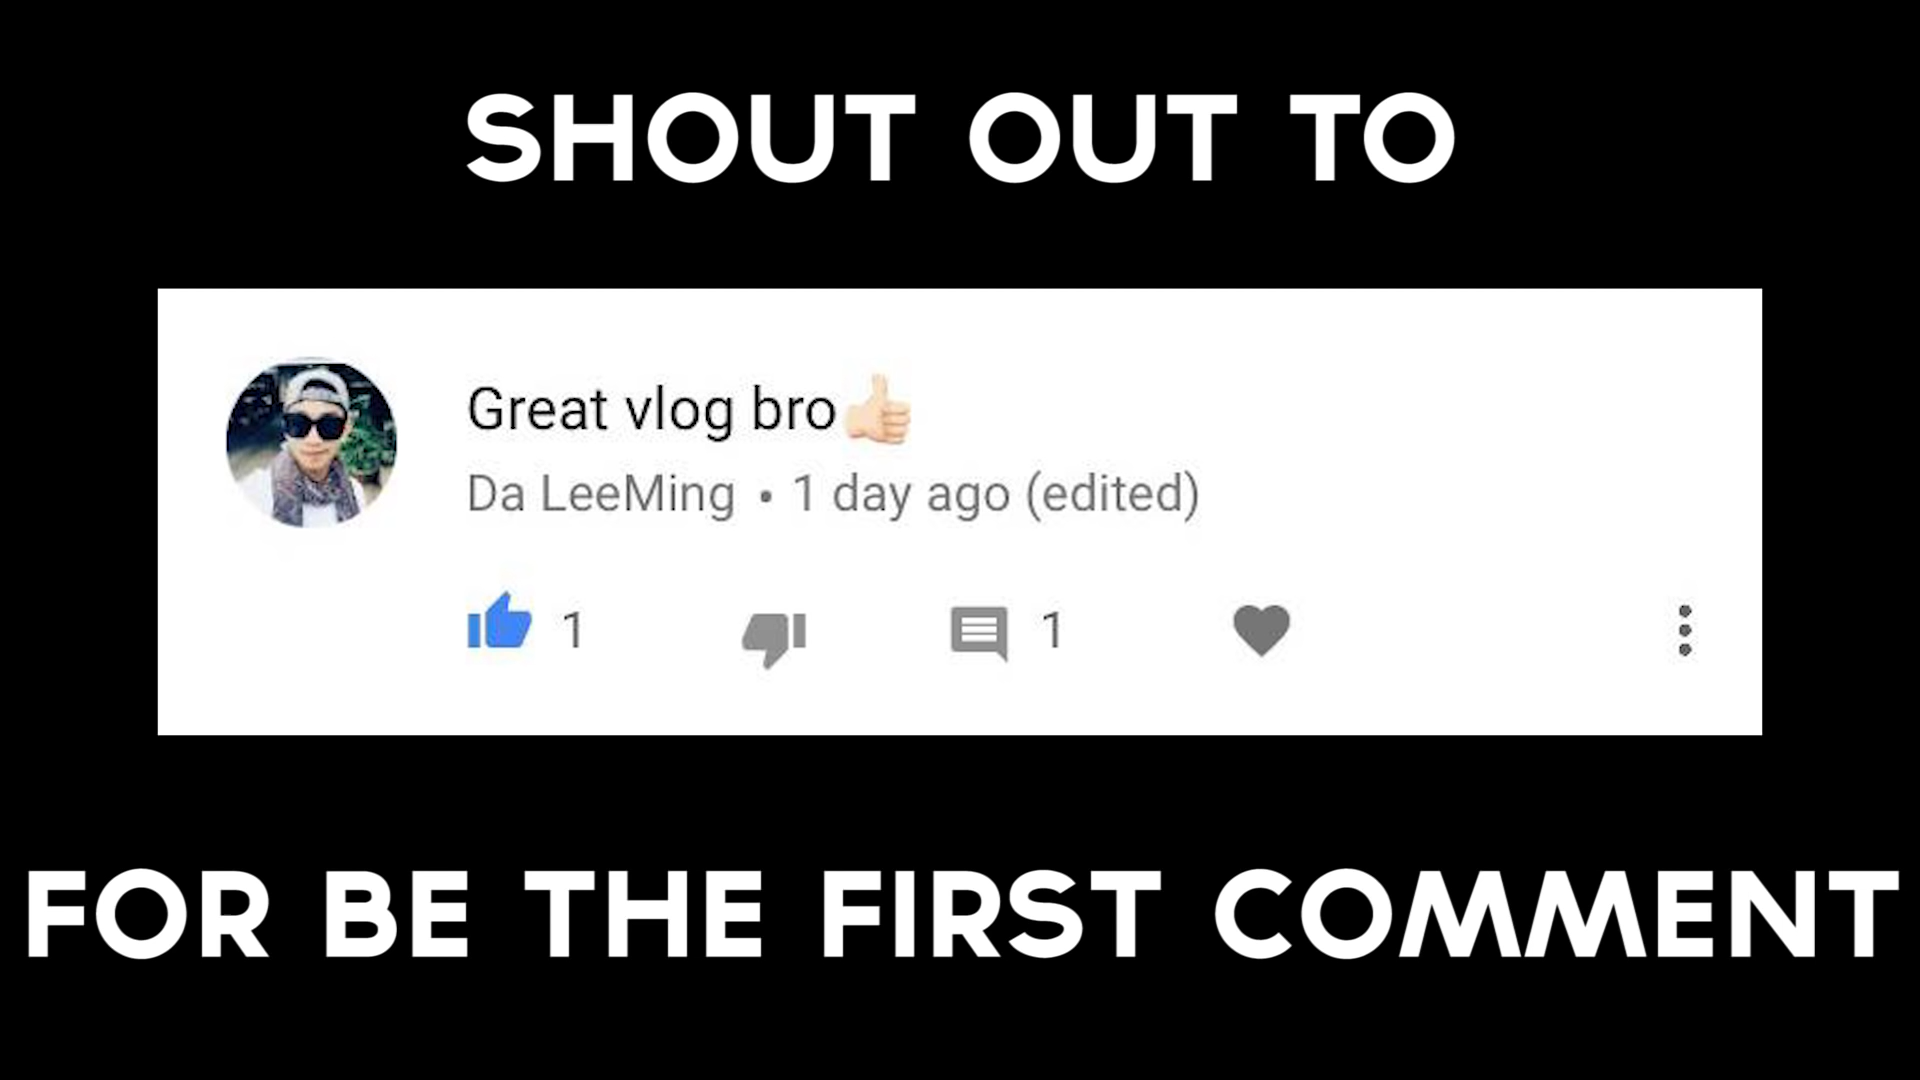 SHOUT OUT TO
Great vlog bro👍🏻
Da LeeMing • 1 day ago (edited)
1 1
FOR BE THE FIRST COMMENT